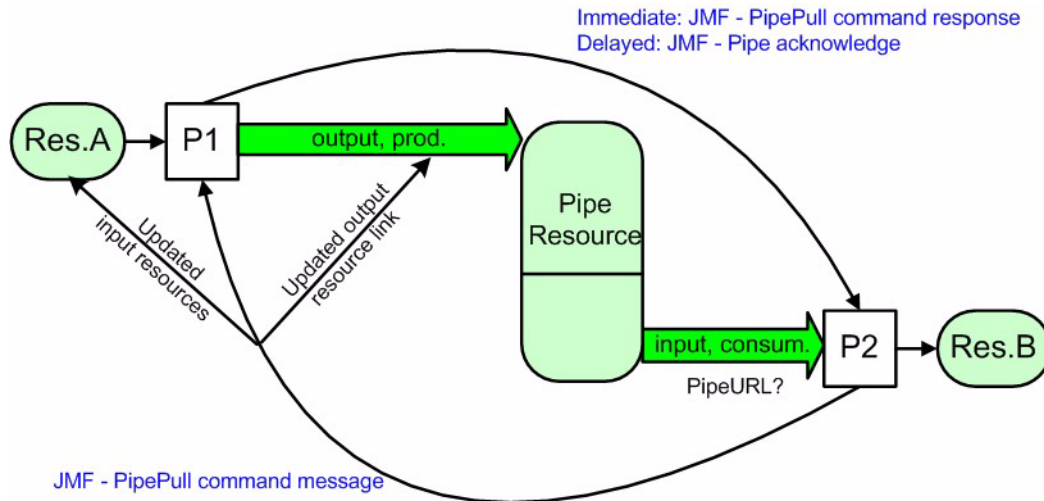 Immediate: JMF - PipePull command response
Delayed: JMF - Pipe acknowledge
Res.A
P1
output, prod.
Updated
input resources
Updated output
resource link
Pipe
Resource
input, consum.
P2
Res.B
PipeURL?
JMF - PipePull command message